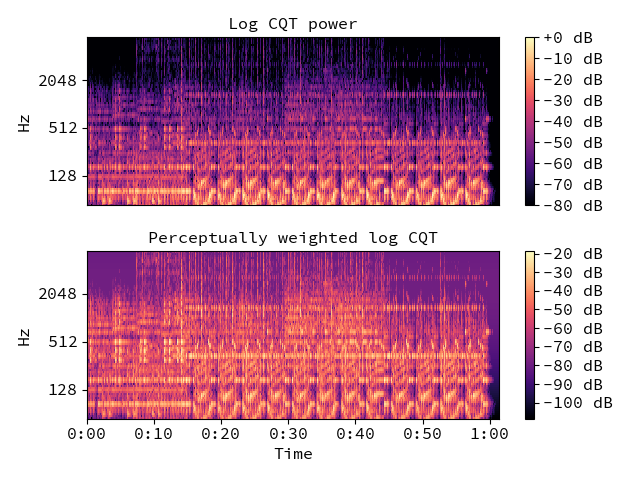 Log CQT power
Hz
2048
512
128
+0 dB
−10 dB
−20 dB
−30 dB
−40 dB
−50 dB
−60 dB
−70 dB
−80 dB
Perceptually weighted log CQT
Hz
2048
512
128
−20 dB
−30 dB
−40 dB
−50 dB
−60 dB
−70 dB
−80 dB
−90 dB
−100 dB
0:00 0:10 0:20 0:30 0:40 0:50 1:00
Time